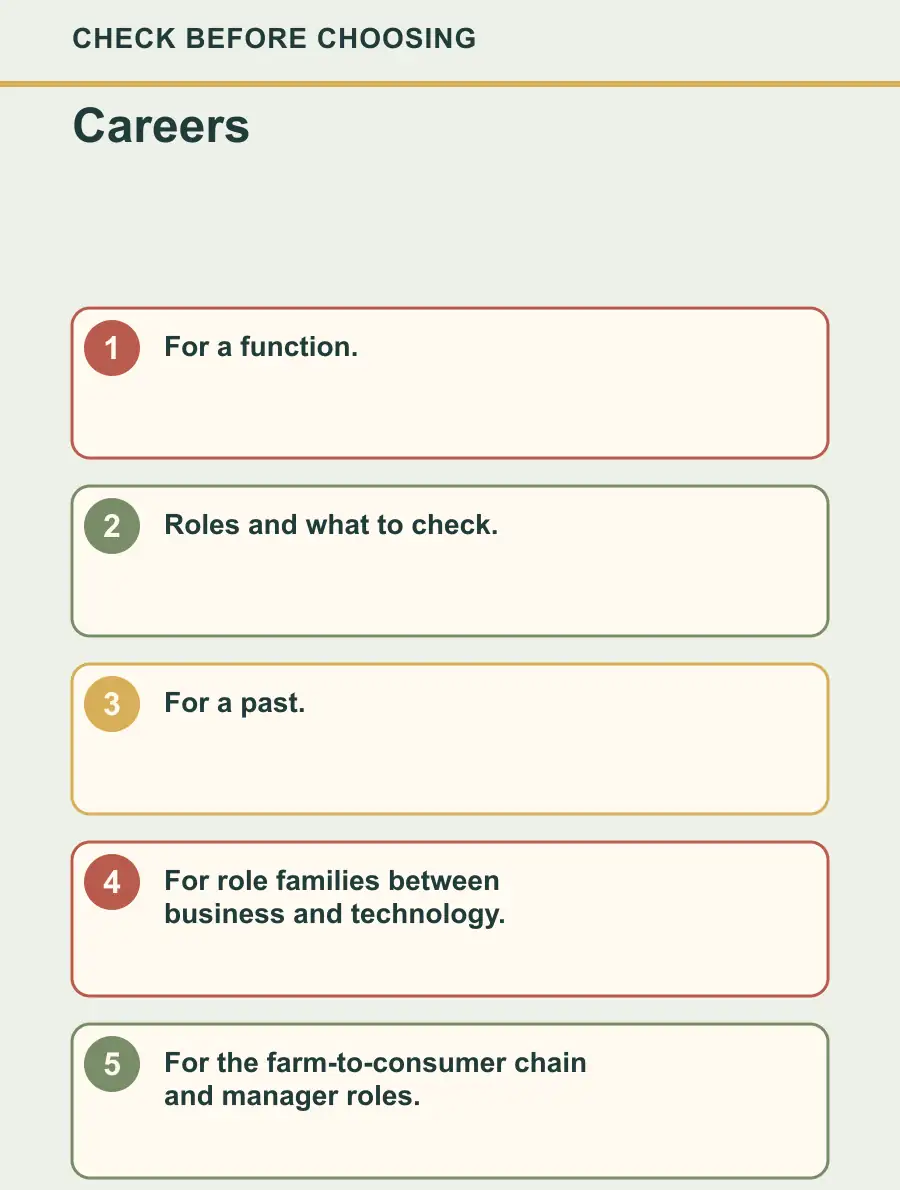 CHECK BEFORE CHOOSING
Careers
1
For a function.
2
Roles and what to check.
3
For a past.
4
For role families between
business and technology.
5
For the farm-to-consumer chain
and manager roles.